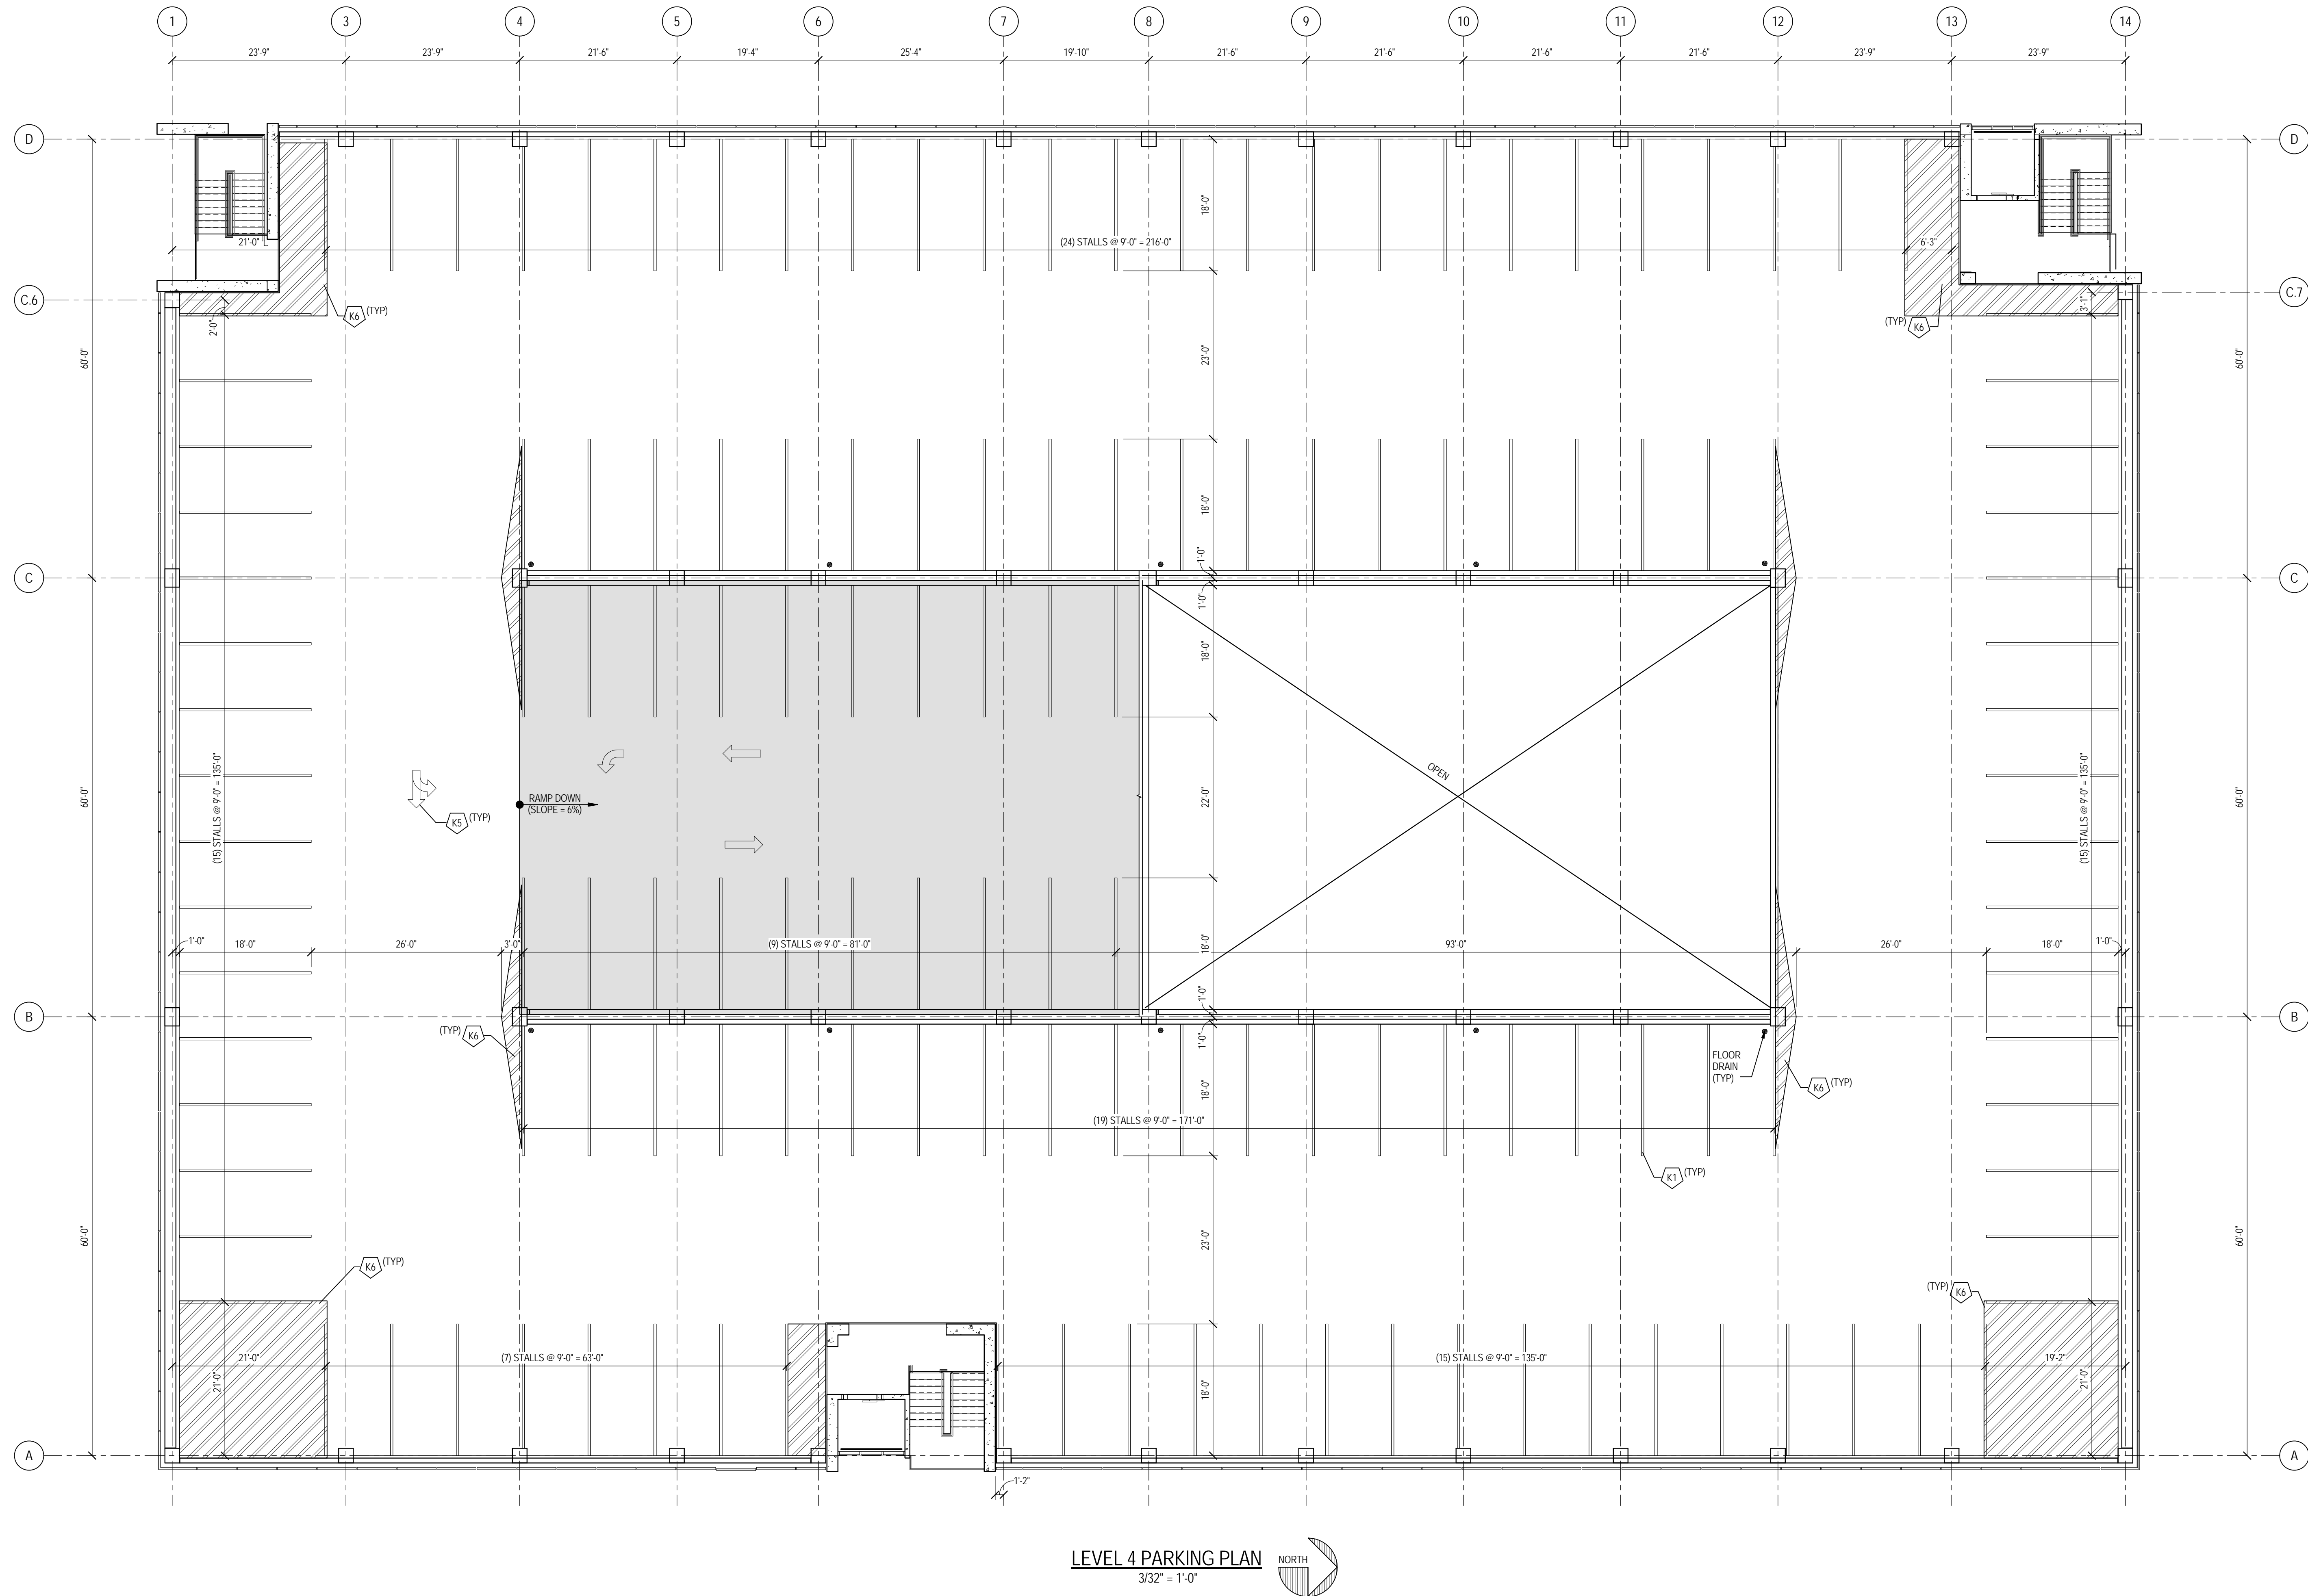 1 3 4 5 6 7 8 9 10 11 12 13 14
23'-9" 23'-9" 21'-6" 19'-4" 25'-4" 19'-10" 21'-6" 21'-6" 21'-6" 21'-6" 23'-9" 23'-9"
D D
18'-0"
21'-0" (24) STALLS @ 9'-0" = 216'-0" 6'-3"
C.6 C.7
2'-0" K6 (TYP) (TYP) K6 3'-1"
60'-0" 23'-0" 60'-0"
18'-0"
1'-0"
C C
1'-0"
18'-0"
OPEN
(15) STALLS @ 9'-0" = 135'-0" 60'-0" 22'-0" 60'-0" (15) STALLS @ 9'-0" = 135'-0"
RAMP DOWN
(SLOPE = 6%)
K5 (TYP)
1'-0" 18'-0" 26'-0" 3'-0" (9) STALLS @ 9'-0" = 81'-0" 18'-0" 93'-0" 26'-0" 18'-0" 1'-0"
1'-0"
B B
(TYP) K6 1'-0"
FLOOR
DRAIN
(TYP)
K6 (TYP)
18'-0"
(19) STALLS @ 9'-0" = 171'-0"
K1 (TYP)
60'-0" 23'-0" 60'-0"
K6 (TYP) (TYP) K6
21'-0" (7) STALLS @ 9'-0" = 63'-0" (15) STALLS @ 9'-0" = 135'-0" 19'-2"
21'-0" 18'-0" 21'-0"
A A
1'-2"
LEVEL 4 PARKING PLAN
3/32" = 1'-0"
NORTH